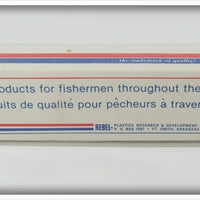 ...the trademark of quality!
oducts for fishermen throughout the
uits de qualité pour pêcheurs à traver
REBEL® PLASTICS RESEARCH & DEVELOPMENT
P. O. BOX 1587 • FT. SMITH, ARKANSAS